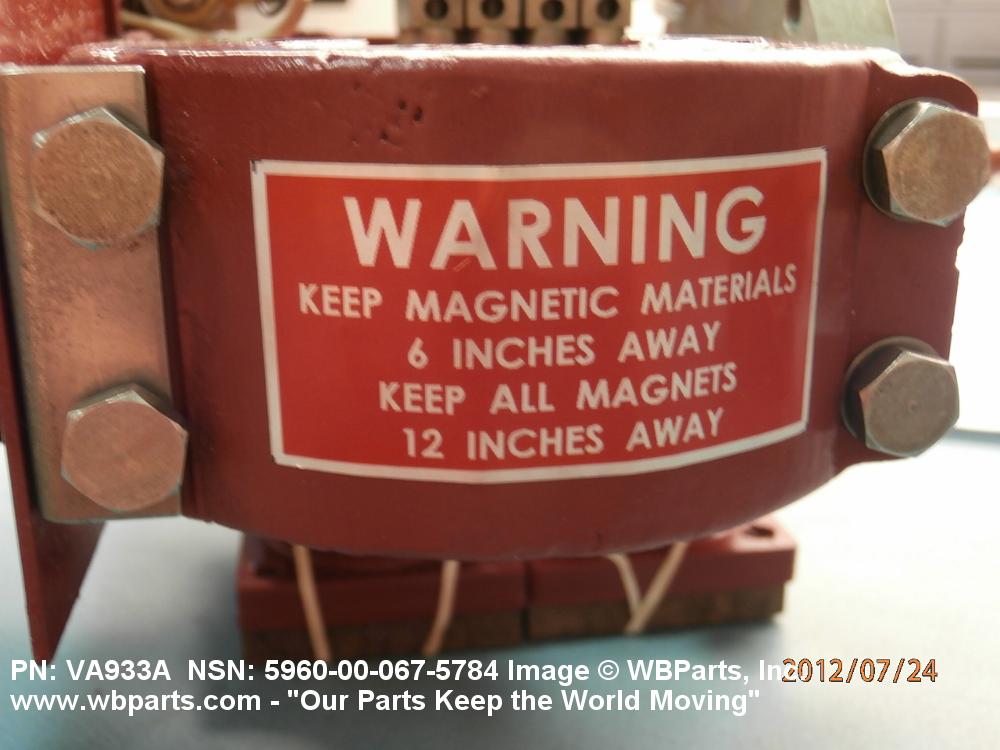 WARNING
KEEP MAGNETIC MATERIALS
6 INCHES AWAY
KEEP ALL MAGNETS
12 INCHES AWAY
PN: VA933A NSN: 5960-00-067-5784 Image © WBParts, Inc. 2012/07/24
www.wbparts.com - "Our Parts Keep the World Moving"